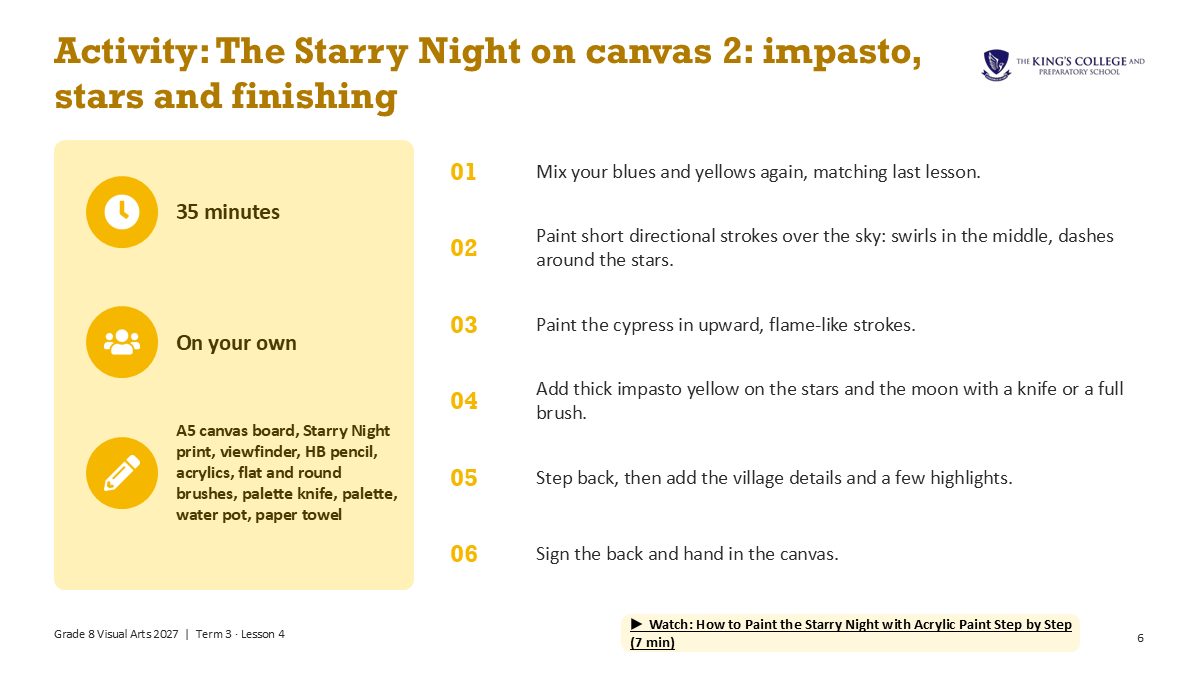 Activity: The Starry Night on canvas 2: impasto,
stars and finishing
THE KING'S COLLEGE AND
PREPARATORY SCHOOL
35 minutes
On your own
A5 canvas board, Starry Night
print, viewfinder, HB pencil,
acrylics, flat and round
brushes, palette knife, palette,
water pot, paper towel
01
Mix your blues and yellows again, matching last lesson.
02
Paint short directional strokes over the sky: swirls in the middle, dashes
around the stars.
03
Paint the cypress in upward, flame-like strokes.
04
Add thick impasto yellow on the stars and the moon with a knife or a full
brush.
05
Step back, then add the village details and a few highlights.
06
Sign the back and hand in the canvas.
Grade 8 Visual Arts 2027 | Term 3 · Lesson 4
▶ Watch: How to Paint the Starry Night with Acrylic Paint Step by Step
(7 min)
6